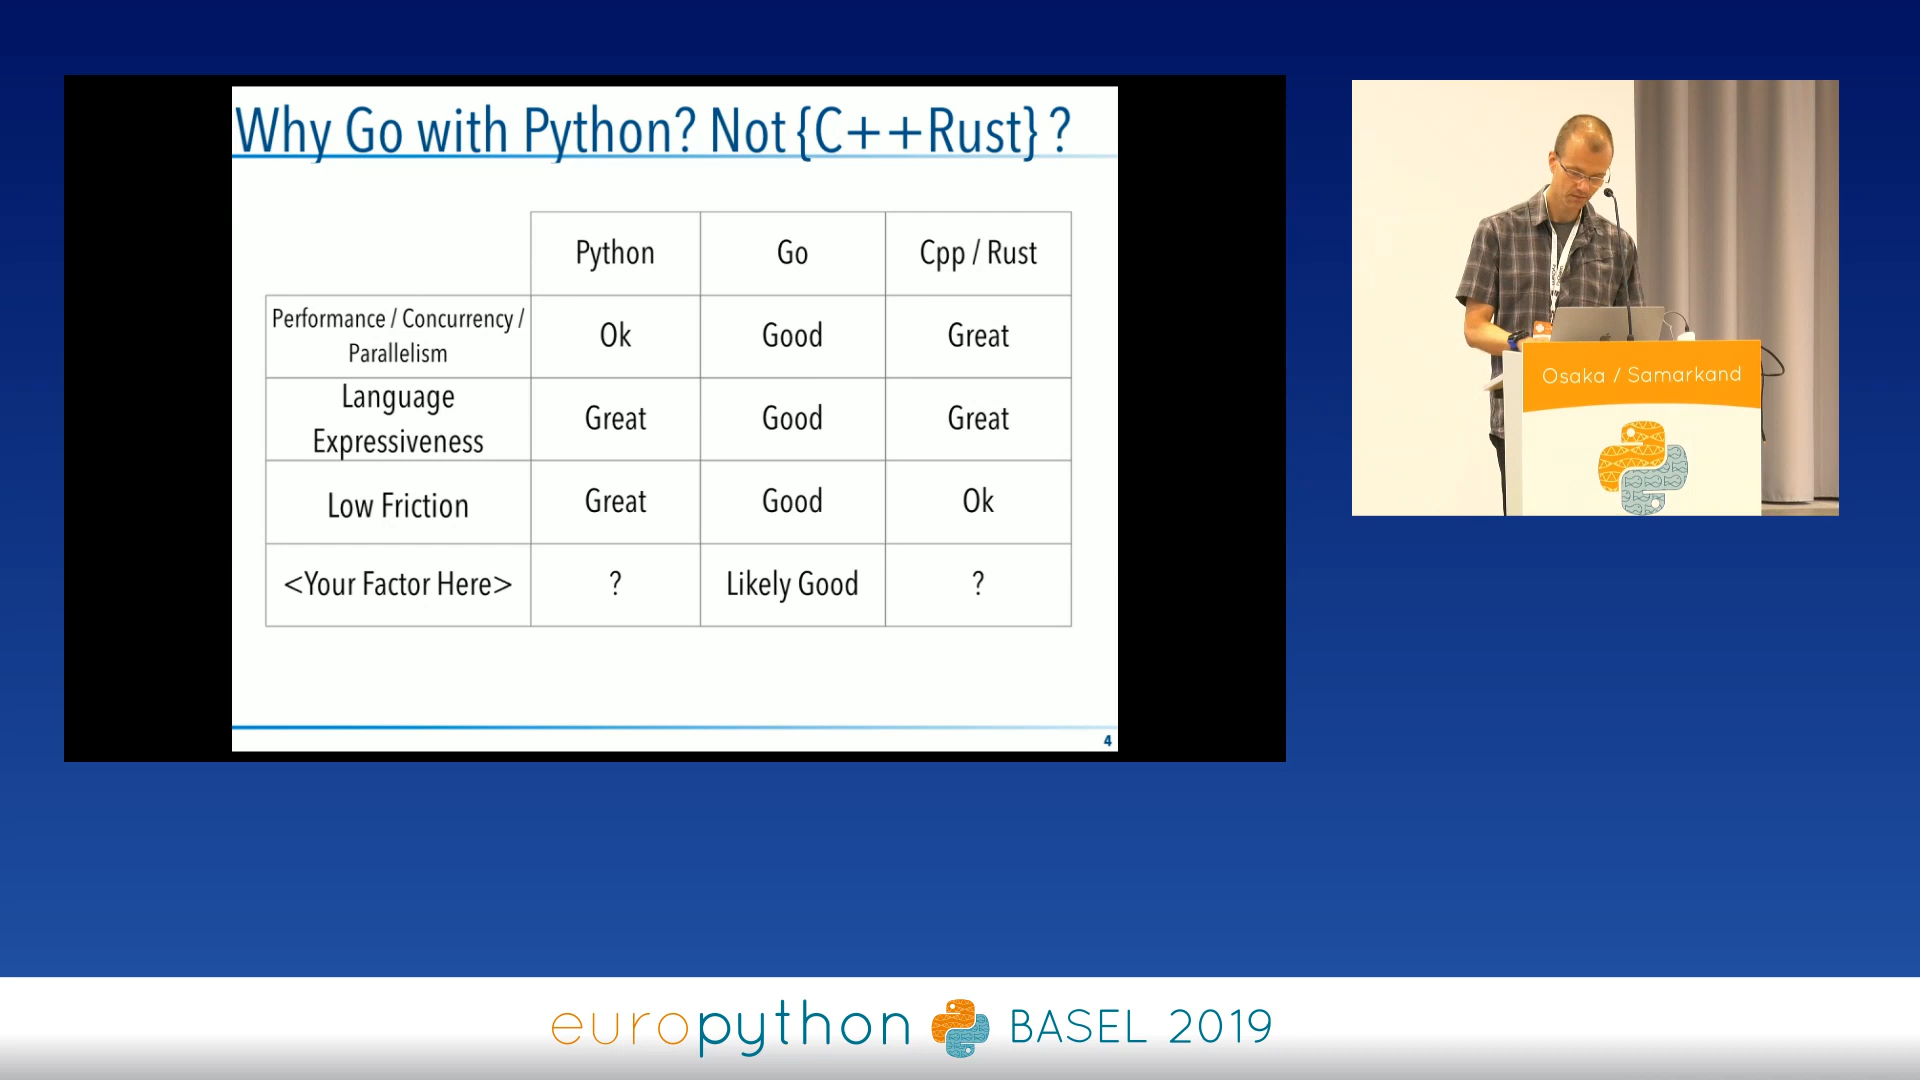 Why Go with Python? Not {C++Rust} ?
Python Go Cpp / Rust
Performance / Concurrency /
Parallelism
Ok Good Great
Language
Expressiveness
Great Good Great
Low Friction Great Good Ok
<Your Factor Here> ? Likely Good ?
4
Osaka / Samarkand
europython BASEL 2019